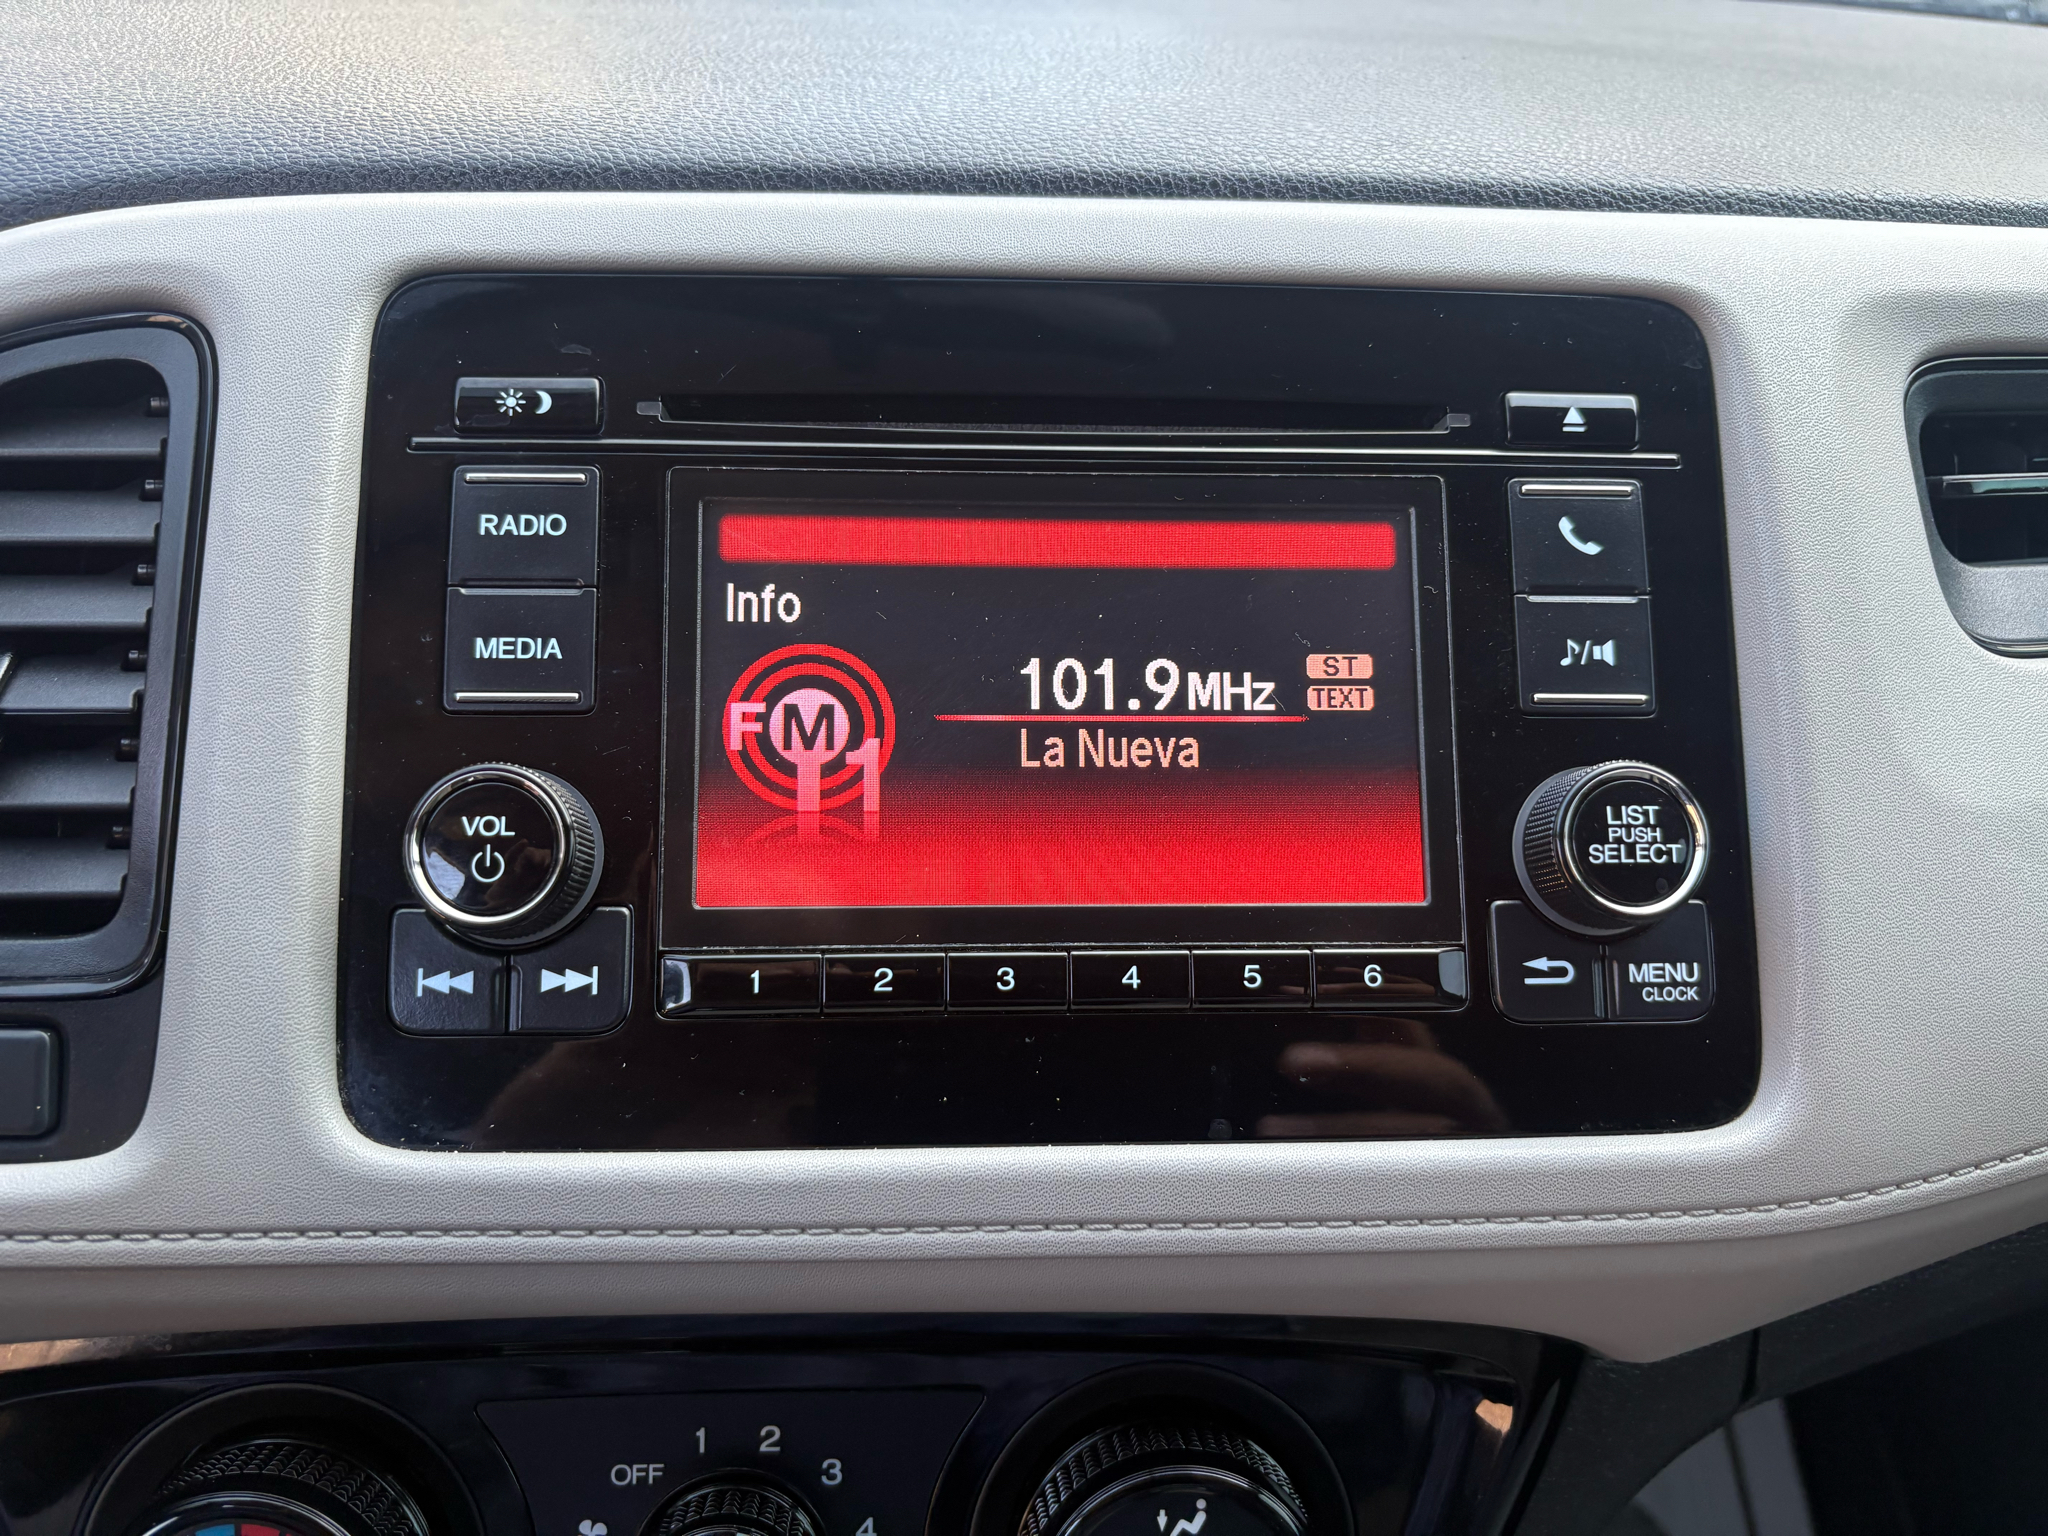 RADIO
MEDIA
VOL
Info
FM
1
101.9MHz
ST
TEXT
La Nueva
LIST
PUSH
SELECT
1 2 3 4 5 6
MENU
CLOCK
OFF 1 2 3 4